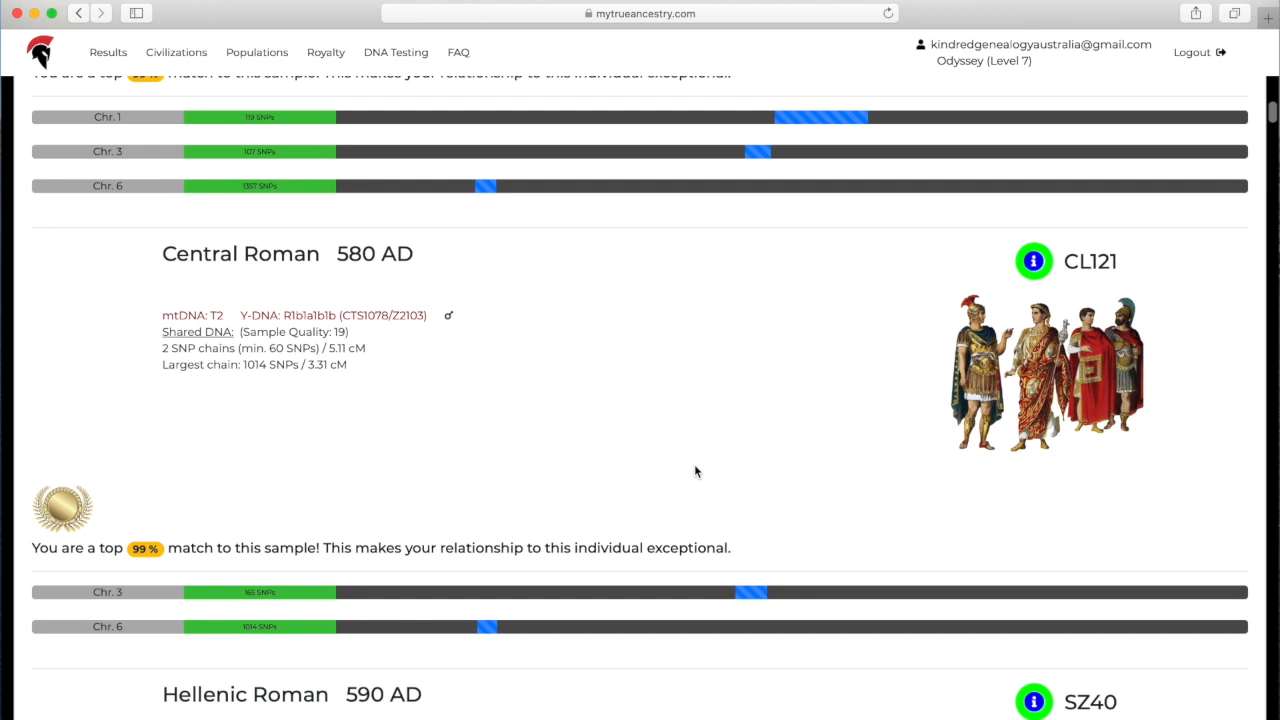 mytrueancestry.com
Results Civilizations Populations Royalty DNA Testing FAQ
kindredgenealogyaustralia@gmail.com
Odyssey (Level 7)
Logout
You are a top 99 % match to this sample! This makes your relationship to this individual exceptional.
Chr. 1 119 SNPs
Chr. 3 107 SNPs
Chr. 6 1357 SNPs
Central Roman 580 AD
CL121
mtDNA: T2 Y-DNA: R1b1a1b1b (CTS1078/Z2103) ♂
Shared DNA: (Sample Quality: 19)
2 SNP chains (min. 60 SNPs) / 5.11 cM
Largest chain: 1014 SNPs / 3.31 cM
You are a top 99 % match to this sample! This makes your relationship to this individual exceptional.
Chr. 3 165 SNPs
Chr. 6 1014 SNPs
Hellenic Roman 590 AD
SZ40